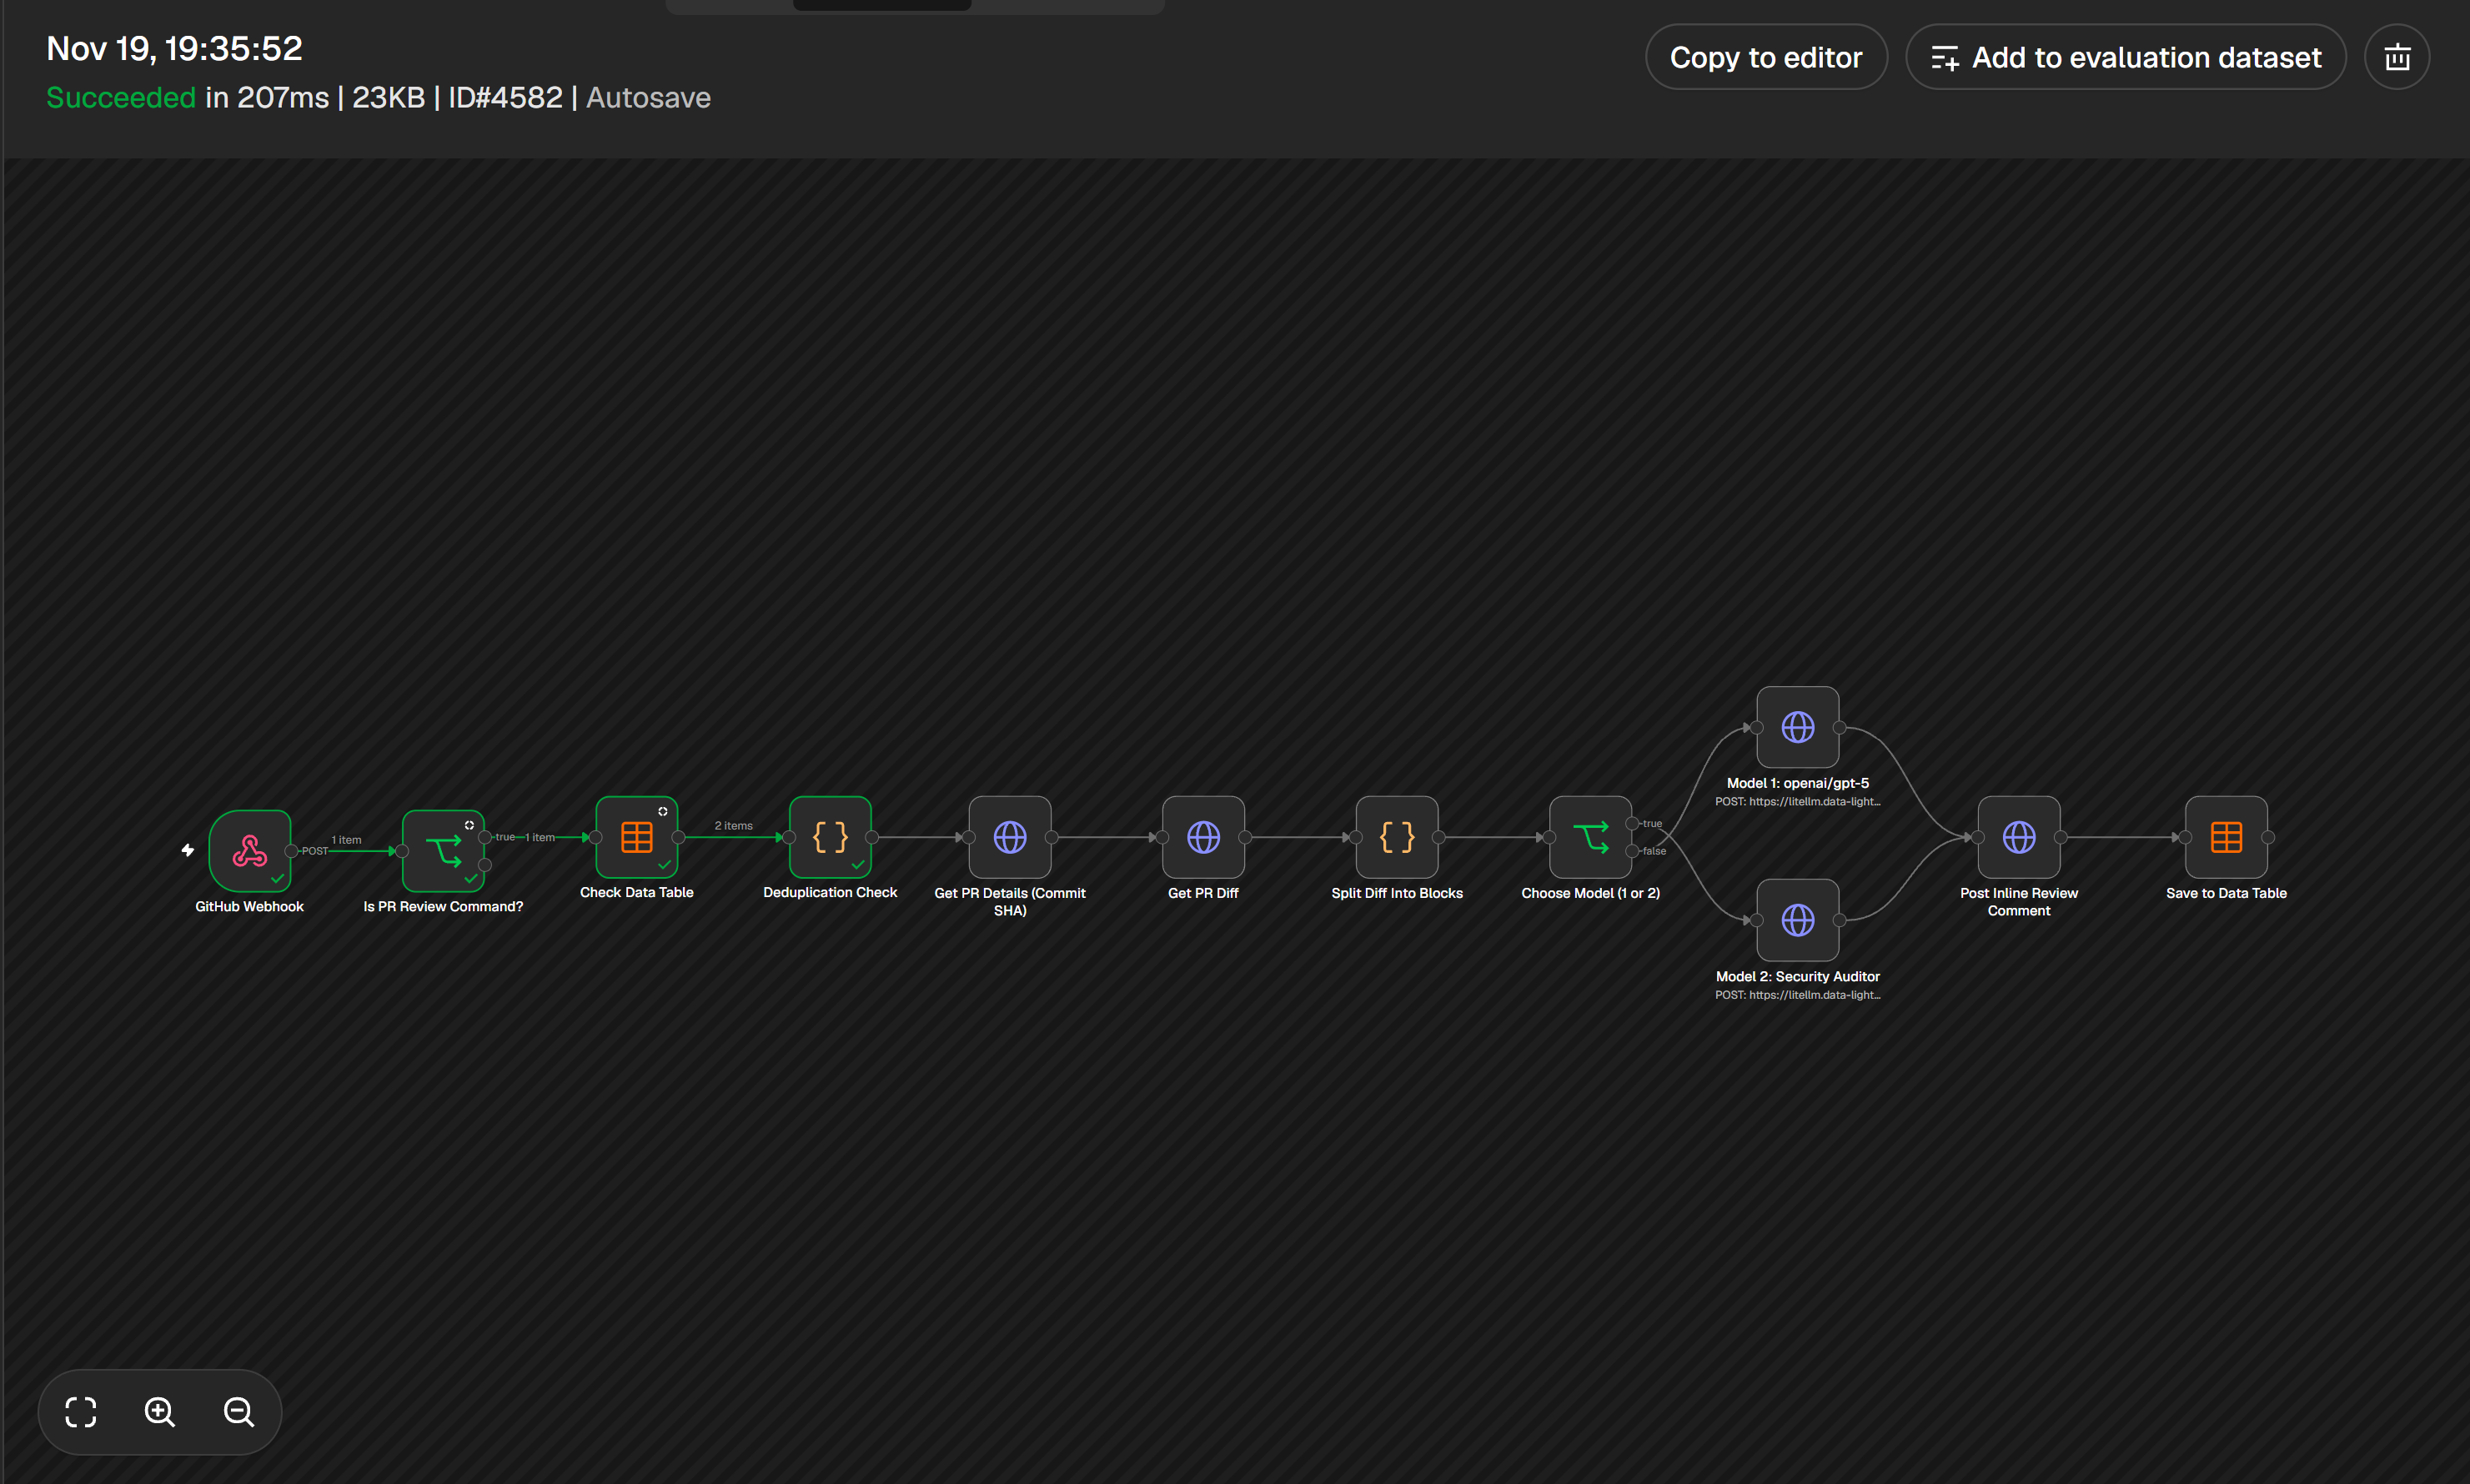 Nov 19, 19:35:52
Copy to editor
Add to evaluation dataset
Succeeded in 207ms | 23KB | ID#4582 | Autosave
Model 1: openai/gpt-5
POST: https://litellm.data-light...
POST
1 item
true
1 item
2 items
true
false
GitHub Webhook
Is PR Review Command?
Check Data Table
Deduplication Check
Get PR Details (Commit
SHA)
Get PR Diff
Split Diff Into Blocks
Choose Model (1 or 2)
Post Inline Review
Comment
Save to Data Table
Model 2: Security Auditor
POST: https://litellm.data-light...